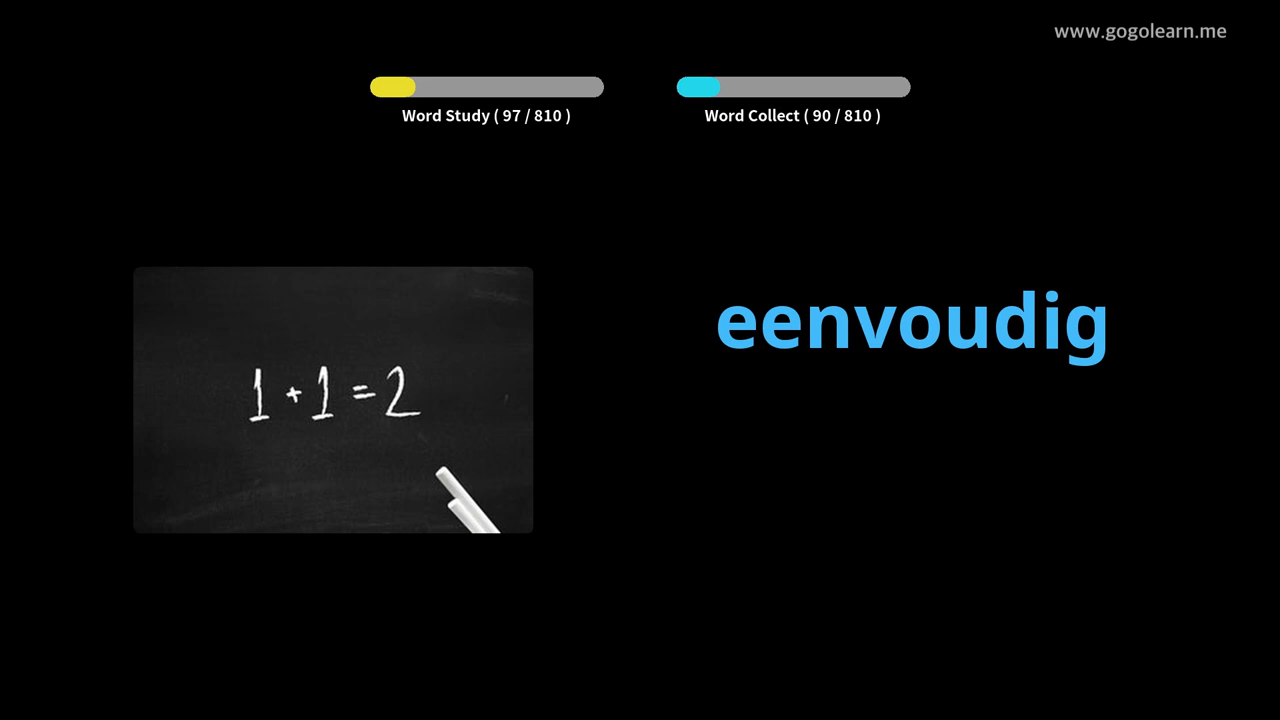 www.gogolearn.me
Word Study ( 97 / 810 )
Word Collect ( 90 / 810 )
eenvoudig
1 + 1 = 2